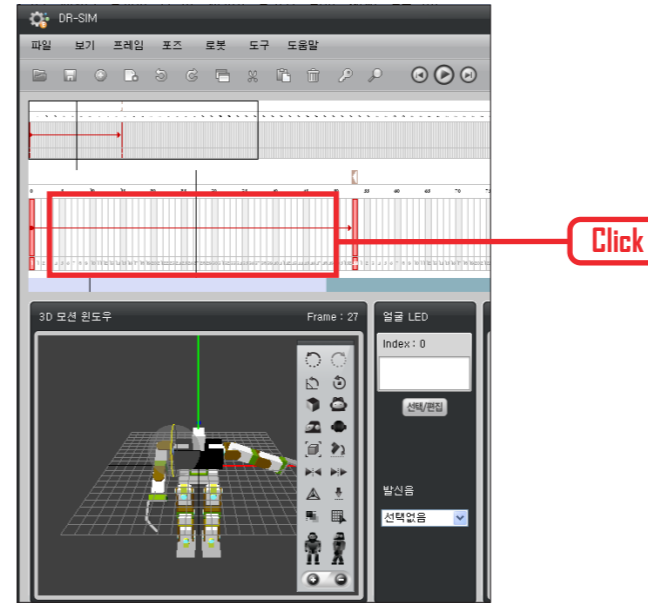 DR-SIM
파일 보기 프레임 포즈 로봇 도구 도움말
Click
3D 모션 윈도우 Frame : 27 얼굴 LED
Index : 0
선택/편집
발신음
선택없음